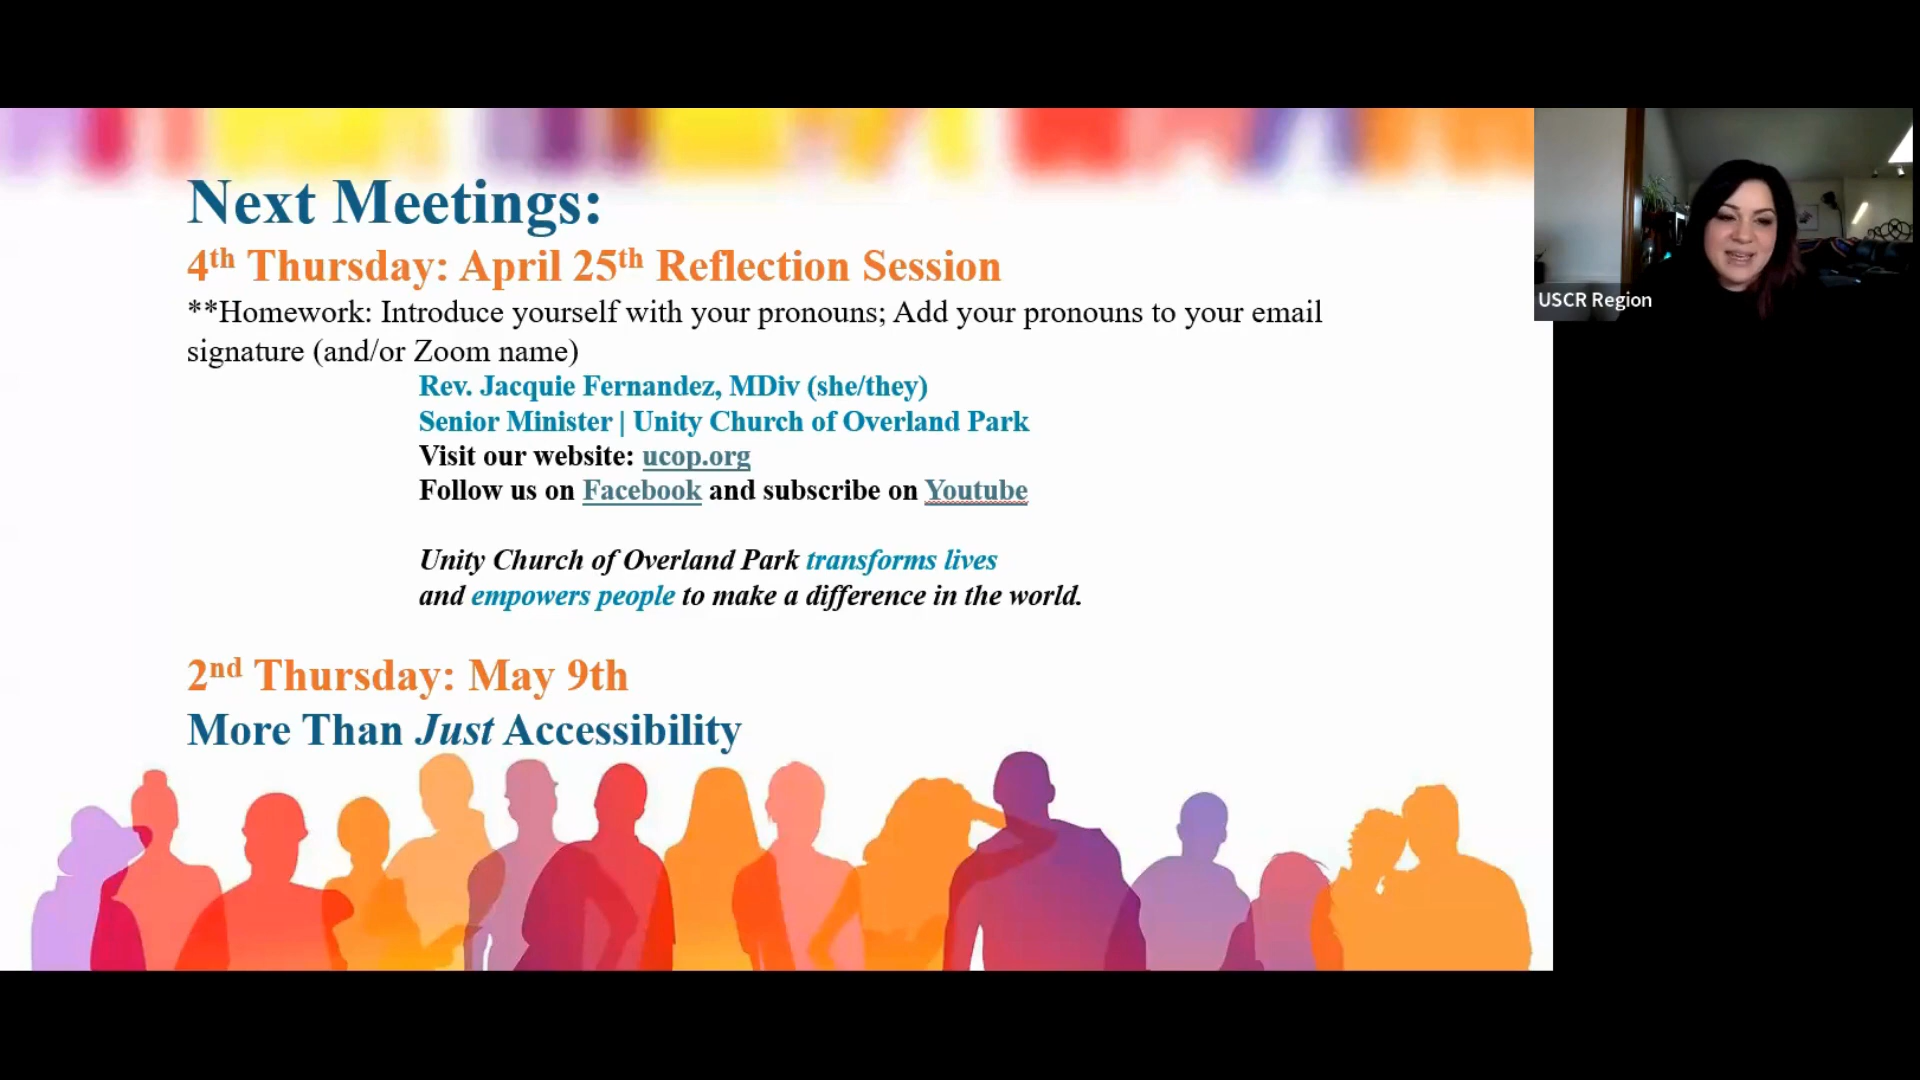 Next Meetings:
4th Thursday: April 25th Reflection Session
**Homework: Introduce yourself with your pronouns; Add your pronouns to your email
signature (and/or Zoom name)
Rev. Jacquie Fernandez, MDiv (she/they)
Senior Minister | Unity Church of Overland Park
Visit our website: ucop.org
Follow us on Facebook and subscribe on Youtube
Unity Church of Overland Park transforms lives
and empowers people to make a difference in the world.
2nd Thursday: May 9th
More Than Just Accessibility
USCR Region